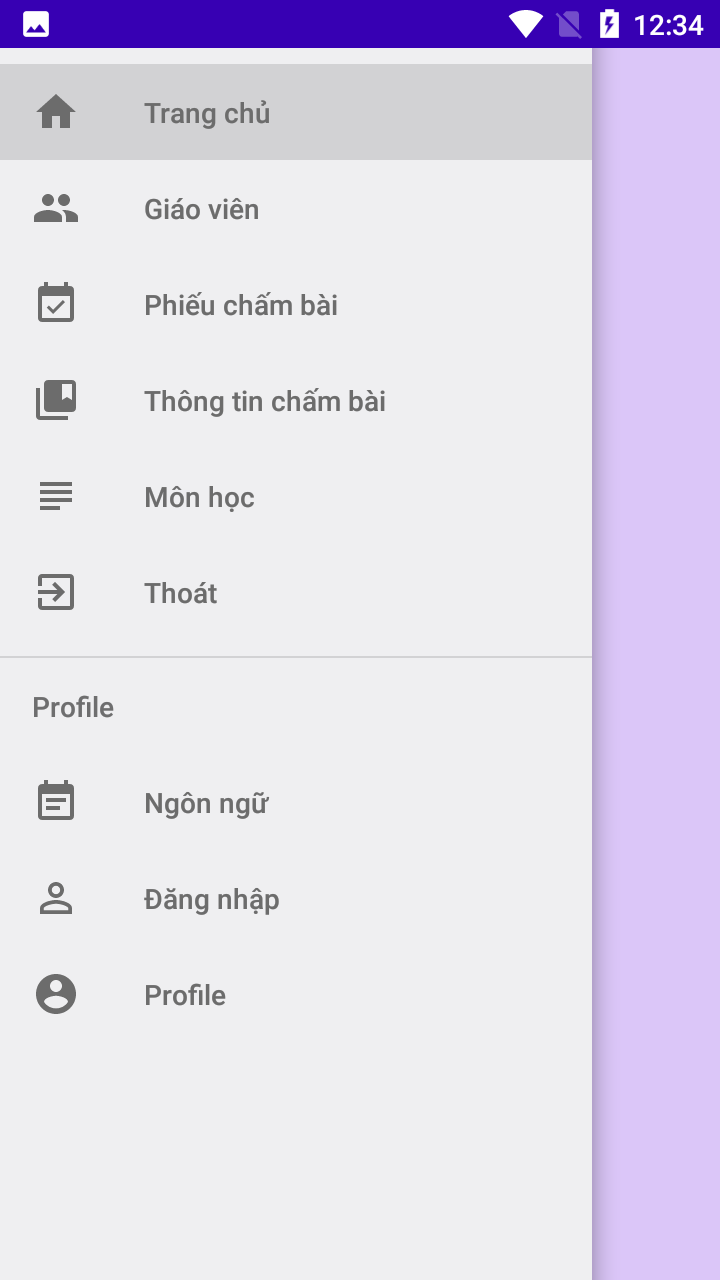 12:34
Trang chủ
Giáo viên
Phiếu chấm bài
Thông tin chấm bài
Môn học
Thoát
Profile
Ngôn ngữ
Đăng nhập
Profile